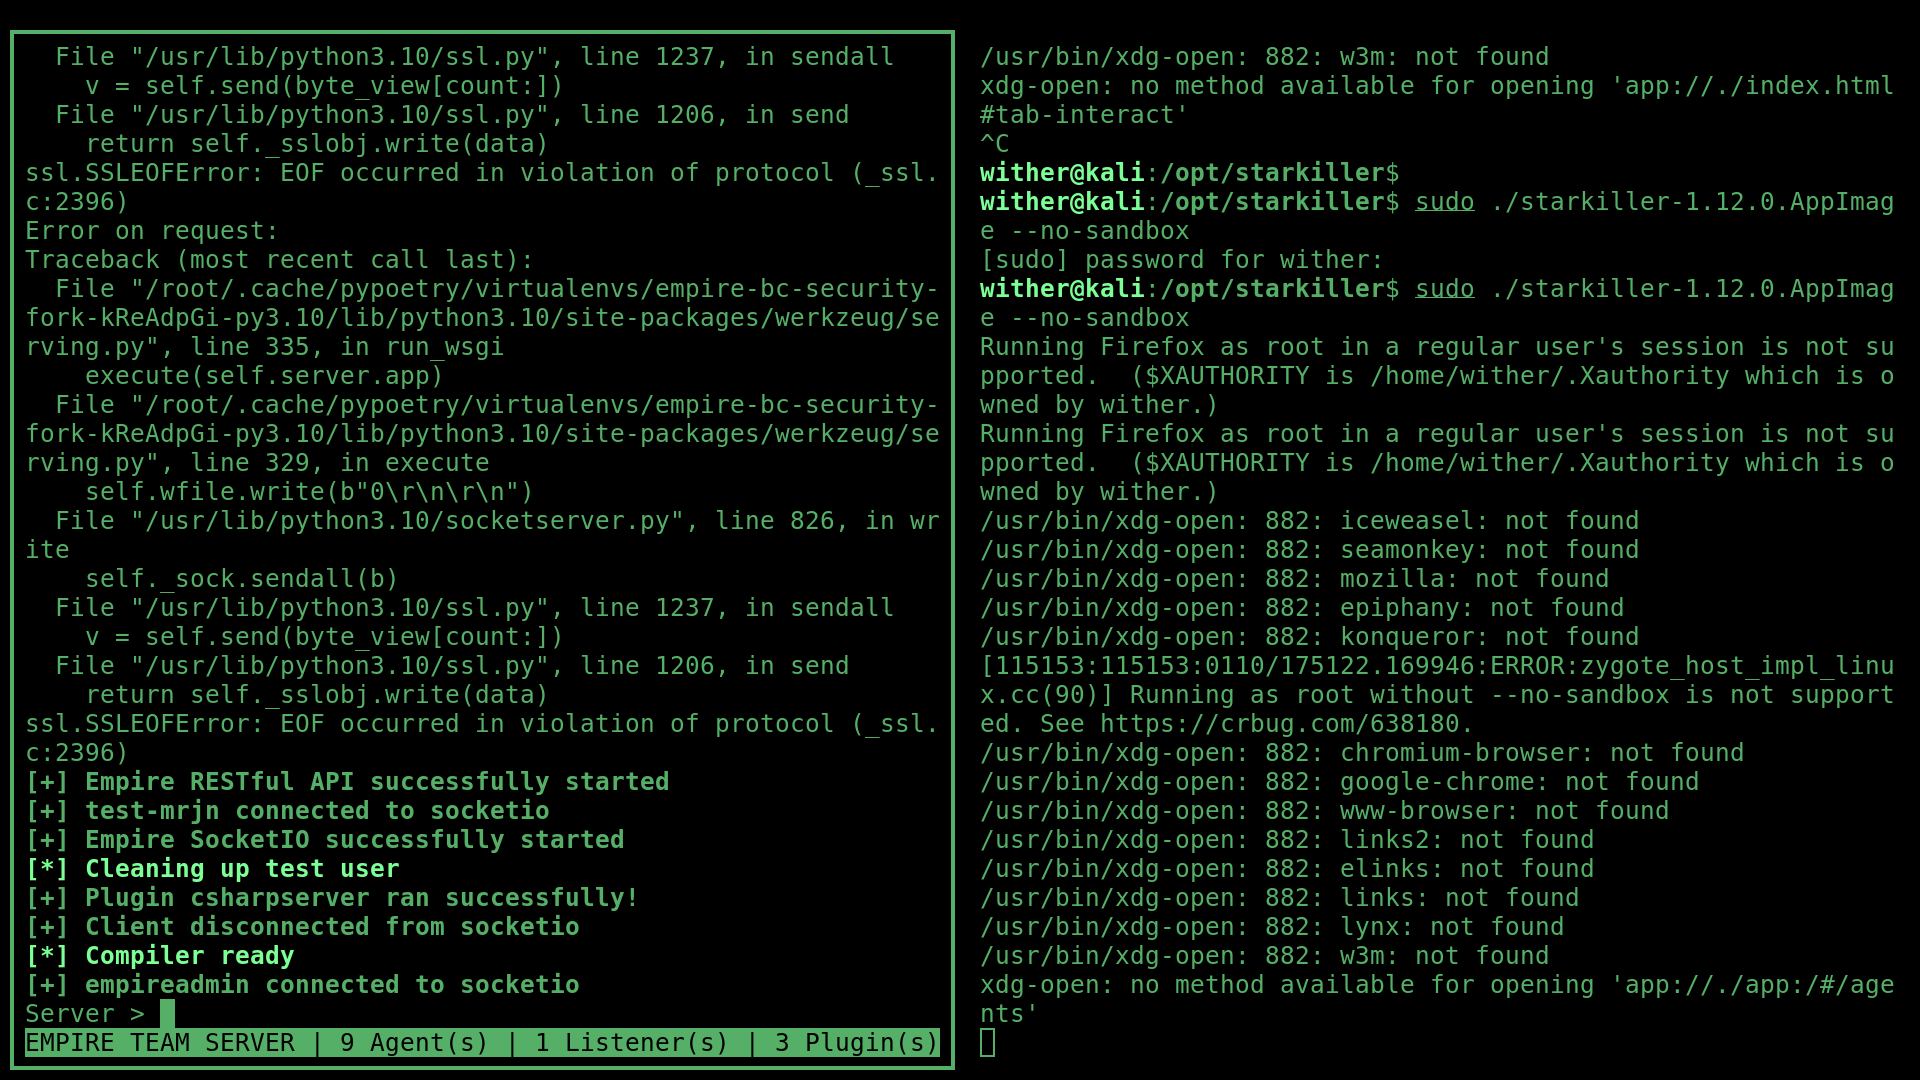 File "/usr/lib/python3.10/ssl.py", line 1237, in sendall
    v = self.send(byte_view[count:])
  File "/usr/lib/python3.10/ssl.py", line 1206, in send
    return self._sslobj.write(data)
ssl.SSLEOFError: EOF occurred in violation of protocol (_ssl.
c:2396)
Error on request:
Traceback (most recent call last):
  File "/root/.cache/pypoetry/virtualenvs/empire-bc-security-
fork-kReAdpGi-py3.10/lib/python3.10/site-packages/werkzeug/se
rving.py", line 335, in run_wsgi
    execute(self.server.app)
  File "/root/.cache/pypoetry/virtualenvs/empire-bc-security-
fork-kReAdpGi-py3.10/lib/python3.10/site-packages/werkzeug/se
rving.py", line 329, in execute
    self.wfile.write(b"0\r\n\r\n")
  File "/usr/lib/python3.10/socketserver.py", line 826, in wr
ite
    self._sock.sendall(b)
  File "/usr/lib/python3.10/ssl.py", line 1237, in sendall
    v = self.send(byte_view[count:])
  File "/usr/lib/python3.10/ssl.py", line 1206, in send
    return self._sslobj.write(data)
ssl.SSLEOFError: EOF occurred in violation of protocol (_ssl.
c:2396)
[+] Empire RESTful API successfully started
[+] test-mrjn connected to socketio
[+] Empire SocketIO successfully started
[*] Cleaning up test user
[+] Plugin csharpserver ran successfully!
[+] Client disconnected from socketio
[*] Compiler ready
[+] empireadmin connected to socketio
Server >
EMPIRE TEAM SERVER | 9 Agent(s) | 1 Listener(s) | 3 Plugin(s)
/usr/bin/xdg-open: 882: w3m: not found
xdg-open: no method available for opening 'app://./index.html
#tab-interact'
^C
wither@kali:/opt/starkiller$
wither@kali:/opt/starkiller$ sudo ./starkiller-1.12.0.AppImag
e --no-sandbox
[sudo] password for wither:
wither@kali:/opt/starkiller$ sudo ./starkiller-1.12.0.AppImag
e --no-sandbox
Running Firefox as root in a regular user's session is not su
pported.  ($XAUTHORITY is /home/wither/.Xauthority which is o
wned by wither.)
Running Firefox as root in a regular user's session is not su
pported.  ($XAUTHORITY is /home/wither/.Xauthority which is o
wned by wither.)
/usr/bin/xdg-open: 882: iceweasel: not found
/usr/bin/xdg-open: 882: seamonkey: not found
/usr/bin/xdg-open: 882: mozilla: not found
/usr/bin/xdg-open: 882: epiphany: not found
/usr/bin/xdg-open: 882: konqueror: not found
[115153:115153:0110/175122.169946:ERROR:zygote_host_impl_linu
x.cc(90)] Running as root without --no-sandbox is not support
ed. See https://crbug.com/638180.
/usr/bin/xdg-open: 882: chromium-browser: not found
/usr/bin/xdg-open: 882: google-chrome: not found
/usr/bin/xdg-open: 882: www-browser: not found
/usr/bin/xdg-open: 882: links2: not found
/usr/bin/xdg-open: 882: elinks: not found
/usr/bin/xdg-open: 882: links: not found
/usr/bin/xdg-open: 882: lynx: not found
/usr/bin/xdg-open: 882: w3m: not found
xdg-open: no method available for opening 'app://./app:/#/age
nts'